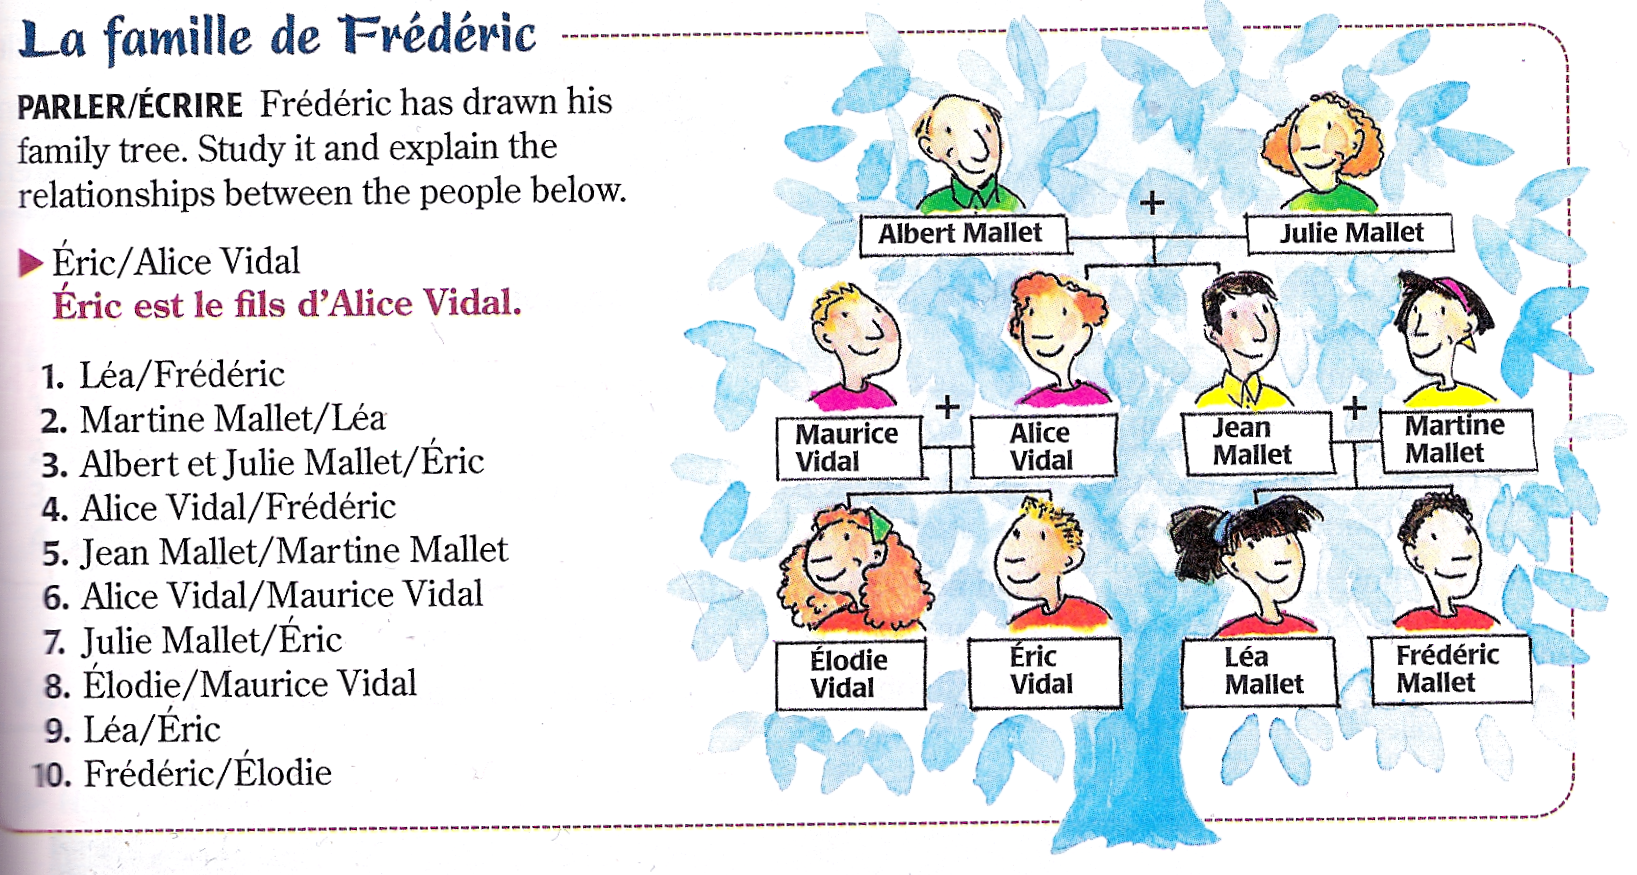 La famille de Frédéric
PARLER/ÉCRIRE Frédéric has drawn his
family tree. Study it and explain the
relationships between the people below.
Éric/Alice Vidal
Éric est le fils d'Alice Vidal.
1. Léa/Frédéric
2. Martine Mallet/Léa
3. Albert et Julie Mallet/Éric
4. Alice Vidal/Frédéric
5. Jean Mallet/Martine Mallet
6. Alice Vidal/Maurice Vidal
7. Julie Mallet/Éric
8. Élodie/Maurice Vidal
9. Léa/Éric
10. Frédéric/Élodie
+
Albert Mallet
Julie Mallet
+
+
Maurice
Vidal
Alice
Vidal
Jean
Mallet
Martine
Mallet
Élodie
Vidal
Éric
Vidal
Léa
Mallet
Frédéric
Mallet